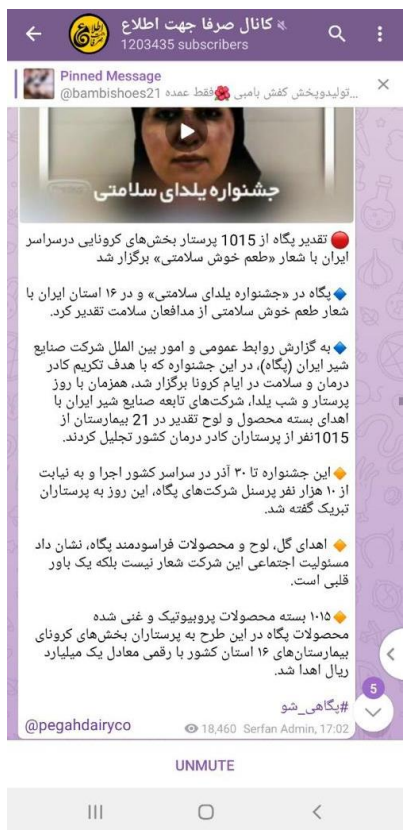 کانال صرفا جهت اطلاع
1203435 subscribers
Pinned Message
تولیدوپخش کفش بامبی🌺فقط عمده @bambishoes21...
جشنواره یلدای سلامتی
🔴 تقدیر پگاه از 1015 پرستار بخش‌های کرونایی درسراسر
ایران با شعار «طعم خوش سلامتی» برگزار شد
🔷پگاه در «جشنواره یلدای سلامتی» و در ۱۶ استان ایران با
شعار طعم خوش، سلامتی از مدافعان سلامت تقدیر کرد.
🔷به گزارش روابط عمومی و امور بین الملل شرکت صنایع
شیر ایران (پگاه)، در این جشنواره که با هدف تکریم کادر
درمان و سلامت در ایام کرونا برگزار شد، همزمان با روز
پرستار و شب یلدا، شرکت‌های تابعه صنایع شیر ایران با
اهدای بسته محصول و لوح تقدیر در 21 بیمارستان از
1015نفر از پرستاران کادر درمان کشور تجلیل کردند.
🔶این جشنواره تا ۳۰ آذر در سراسر کشور اجرا و به نیابت
از ۱۰ هزار نفر پرسنل شرکت‌های پگاه، این روز به پرستاران
تبریک گفته شد.
🔶 اهدای گل، لوح و محصولات فراسودمند پگاه، نشان داد
مسئولیت اجتماعی این شرکت شعار نیست بلکه یک باور
قلبی است.
🔶۱۰۱۵ بسته محصولات پروبیوتیک و غنی شده
محصولات پگاه در این طرح به پرستاران بخش‌های کرونای
بیمارستان‌های ۱۶ استان کشور با رقمی معادل یک میلیارد
ریال اهدا شد.
5
#پگاهی_شو
@pegahdairyco
18,460 Serfan Admin, 17:02
UNMUTE